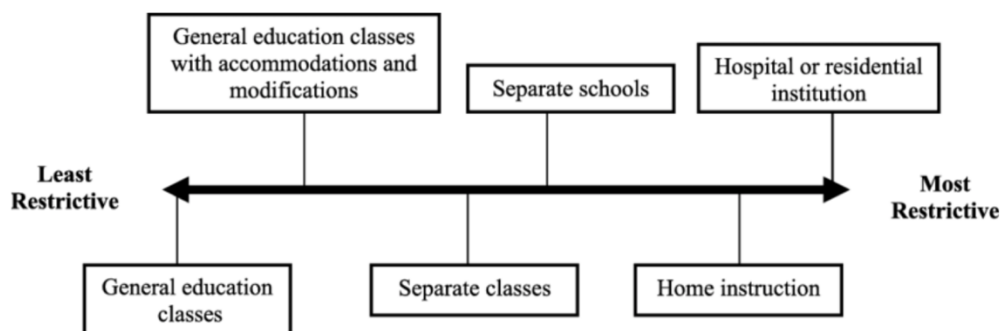 General education classes
with accommodations and
modifications
Separate schools
Hospital or residential
institution
Least
Restrictive
Most
Restrictive
General education
classes
Separate classes
Home instruction